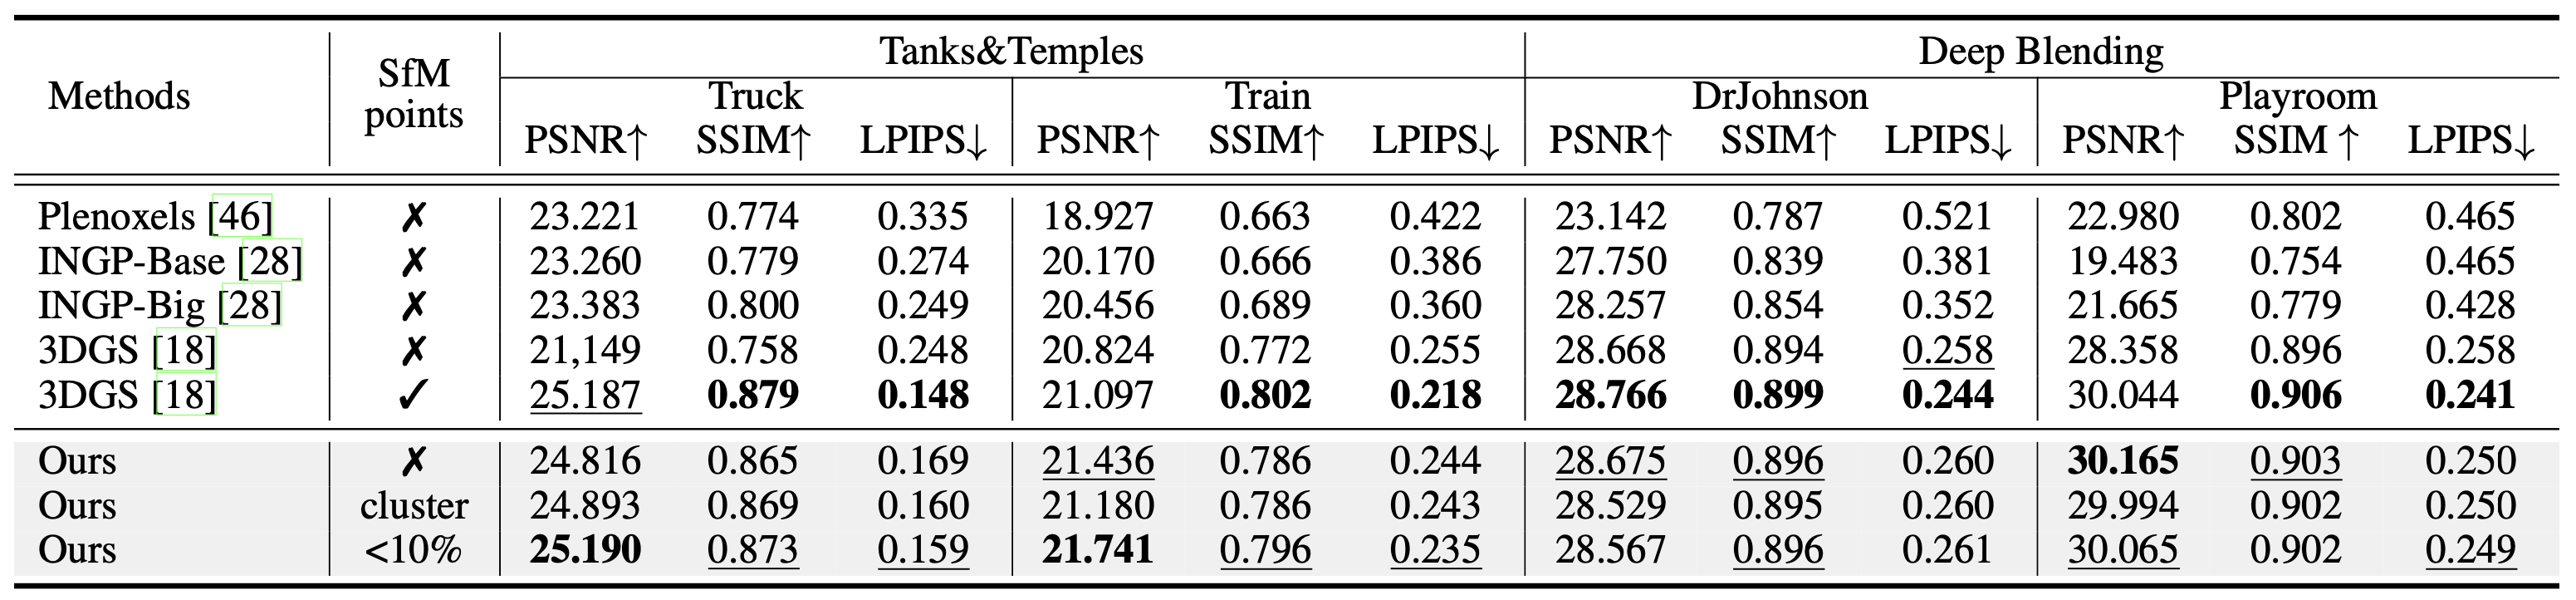 Methods SfM points Tanks&Temples Deep Blending
Truck Train DrJohnson Playroom
PSNR↑ SSIM↑ LPIPS↓ PSNR↑ SSIM↑ LPIPS↓ PSNR↑ SSIM↑ LPIPS↓ PSNR↑ SSIM ↑ LPIPS↓
Plenoxels [46] ✗ 23.221 0.774 0.335 18.927 0.663 0.422 23.142 0.787 0.521 22.980 0.802 0.465
INGP-Base [28] ✗ 23.260 0.779 0.274 20.170 0.666 0.386 27.750 0.839 0.381 19.483 0.754 0.465
INGP-Big [28] ✗ 23.383 0.800 0.249 20.456 0.689 0.360 28.257 0.854 0.352 21.665 0.779 0.428
3DGS [18] ✗ 21,149 0.758 0.248 20.824 0.772 0.255 28.668 0.894 0.258 28.358 0.896 0.258
3DGS [18] ✓ 25.187 0.879 0.148 21.097 0.802 0.218 28.766 0.899 0.244 30.044 0.906 0.241
Ours ✗ 24.816 0.865 0.169 21.436 0.786 0.244 28.675 0.896 0.260 30.165 0.903 0.250
Ours cluster 24.893 0.869 0.160 21.180 0.786 0.243 28.529 0.895 0.260 29.994 0.902 0.250
Ours <10% 25.190 0.873 0.159 21.741 0.796 0.235 28.567 0.896 0.261 30.065 0.902 0.249